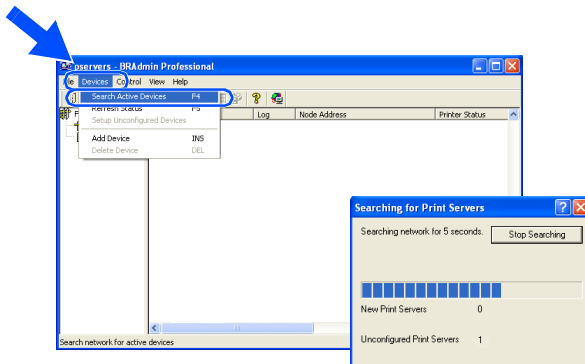 pservers - BRAdmin Professional
Devices Control View Help
Search Active Devices F4
Refresh Status F5
Setup Unconfigured Devices
Add Device INS
Delete Device DEL
Log Node Address Printer Status
Searching for Print Servers
Searching network for 5 seconds.
Stop Searching
New Print Servers 0
Unconfigured Print Servers 1
Search network for active devices